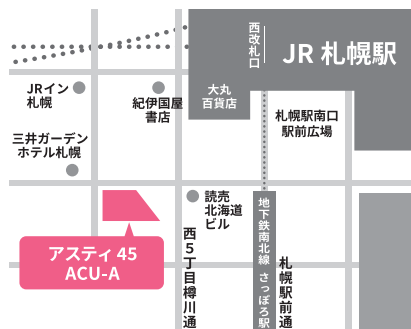 西改札口
JR 札幌駅
JRイン
札幌
紀伊国屋
書店
大丸
百貨店
札幌駅南口
駅前広場
三井ガーデン
ホテル札幌
読売
北海道
ビル
アスティ 45
ACU-A
西５丁目樽川通
地下鉄南北線 さっぽろ駅
札幌駅前通